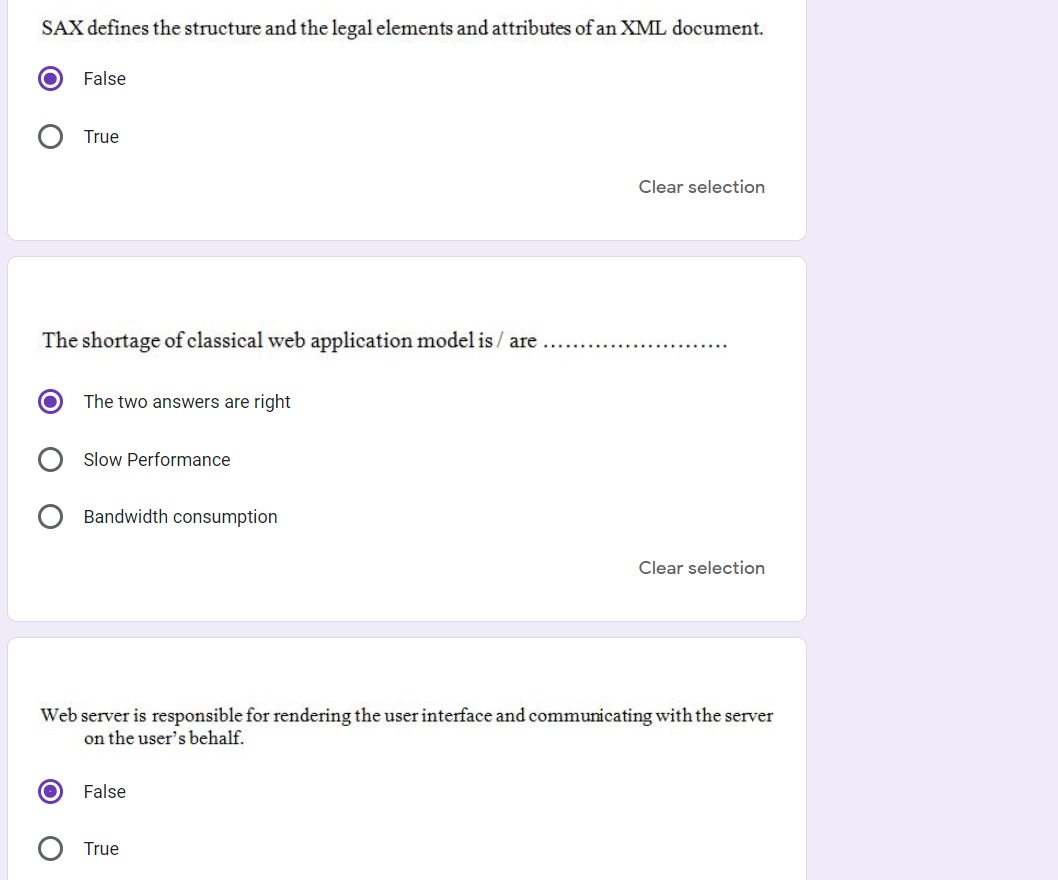 SAX defines the structure and the legal elements and attributes of an XML document.
False
True
Clear selection
The shortage of classical web application model is / are ...........................
The two answers are right
Slow Performance
Bandwidth consumption
Clear selection
Web server is responsible for rendering the user interface and communicating with the server
on the user's behalf.
False
True